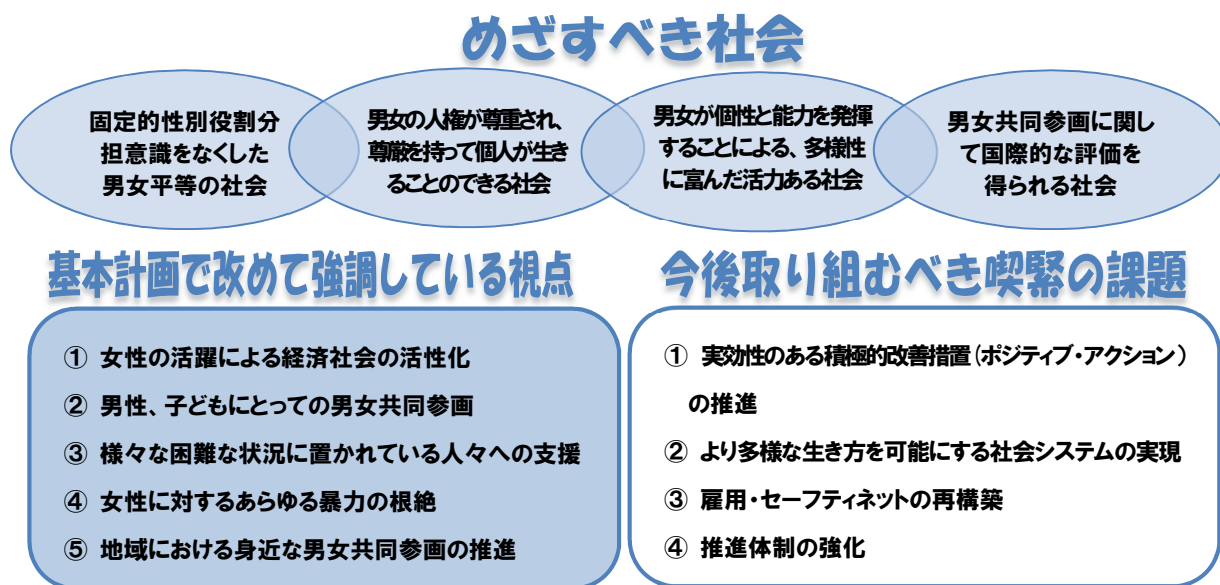 めざすべき社会
固定的性別役割分
担意識をなくした
男女平等の社会
男女の人権が尊重され、
尊厳を持って個人が生き
ることのできる社会
男女が個性と能力を発揮
することによる、多様性
に富んだ活力ある社会
男女共同参画に関し
て国際的な評価を
得られる社会
基本計画で改めて強調している視点
① 女性の活躍による経済社会の活性化
② 男性、子どもにとっての男女共同参画
③ 様々な困難な状況に置かれている人々への支援
④ 女性に対するあらゆる暴力の根絶
⑤ 地域における身近な男女共同参画の推進
今後取り組むべき喫緊の課題
① 実効性のある積極的改善措置(ポジティブ・アクション)
の推進
② より多様な生き方を可能にする社会システムの実現
③ 雇用・セーフティネットの再構築
④ 推進体制の強化